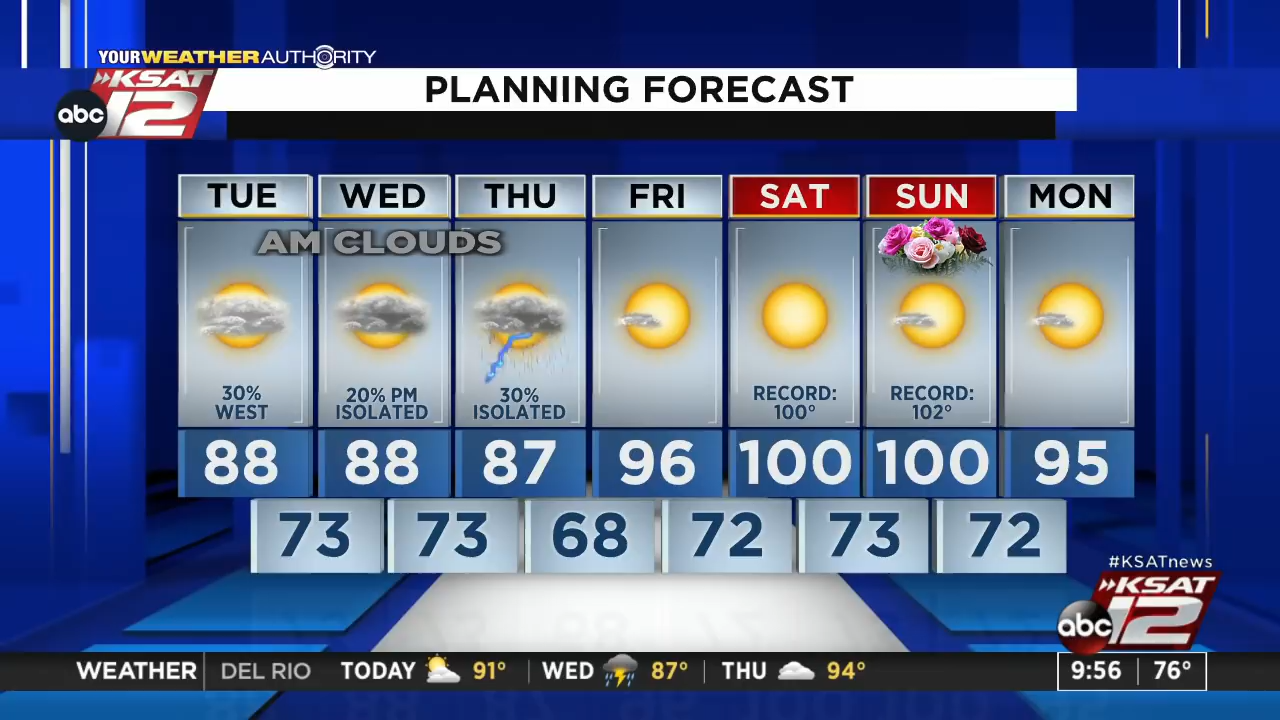 YOURWEATHERAUTHORITY
KSAT
abc 12
PLANNING FORECAST
TUE WED THU FRI SAT SUN MON
AM CLOUDS
30% WEST
20% PM ISOLATED
30% ISOLATED
RECORD: 100°
RECORD: 102°
88 88 87 96 100 100 95
73 73 68 72 73 72
#KSATnews
KSAT
abc 12
WEATHER DEL RIO TODAY 91° WED 87° THU 94° 9:56 76°